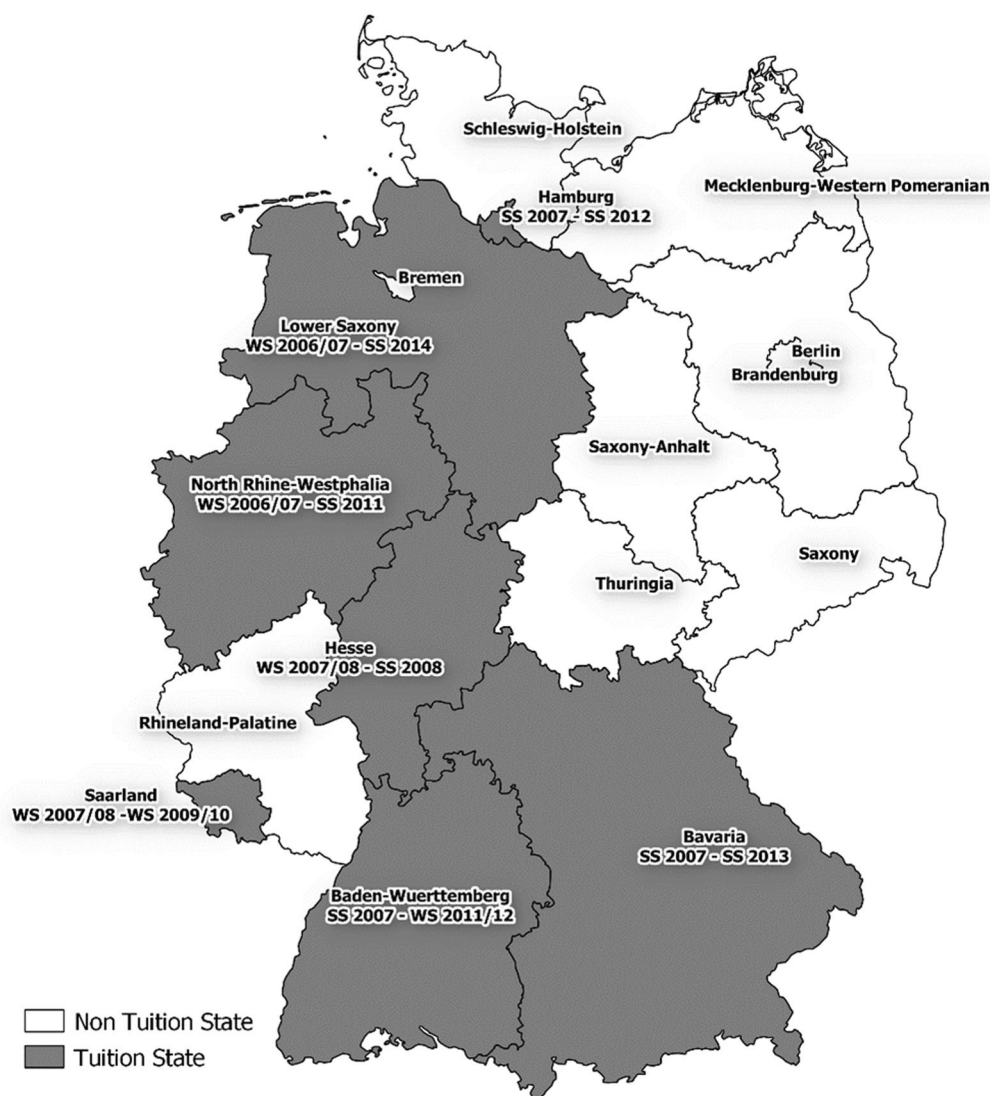 Schleswig-Holstein
Mecklenburg-Western Pomeranian
Hamburg
SS 2007 - SS 2012
Bremen
Lower Saxony
WS 2006/07 - SS 2014
Berlin
Brandenburg
Saxony-Anhalt
North Rhine-Westphalia
WS 2006/07 - SS 2011
Saxony
Thuringia
Hesse
WS 2007/08 - SS 2008
Rhineland-Palatine
Saarland
WS 2007/08 -WS 2009/10
Bavaria
SS 2007 - SS 2013
Baden-Wuerttemberg
SS 2007 - WS 2011/12
Non Tuition State
Tuition State